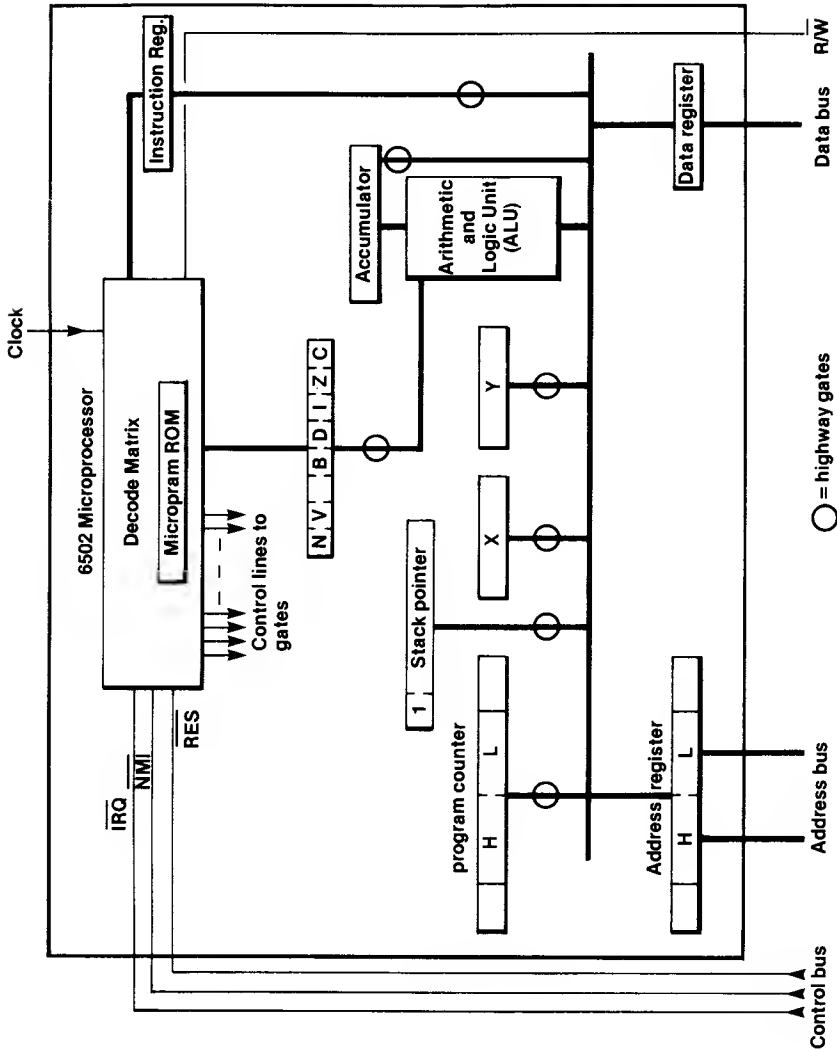 Clock
6502 Microprocessor
Decode Matrix
Micropram ROM
Instruction Reg.
IRQ
NMI
RES
Control lines to
gates
N V B D I Z C
Accumulator
Arithmetic
and
Logic Unit
(ALU)
1 Stack pointer
X
Y
program counter
H L
Address register
H L
Data register
Control bus
Address bus
Data bus
R/W
= highway gates